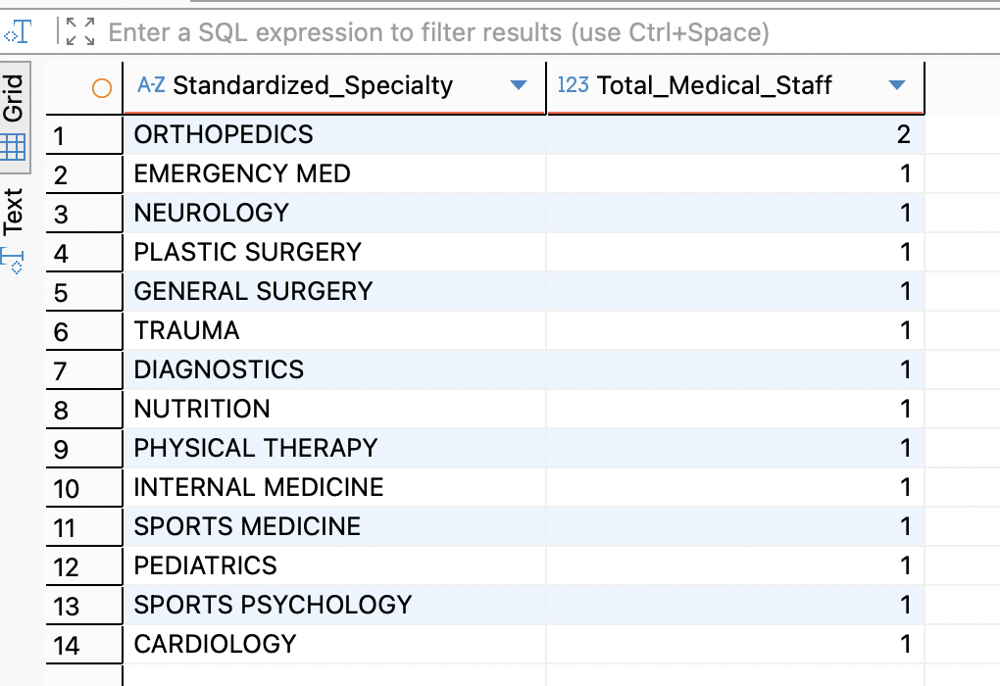 Enter a SQL expression to filter results (use Ctrl+Space)
Grid
Text
A-Z Standardized_Specialty 123 Total_Medical_Staff
1 ORTHOPEDICS 2
2 EMERGENCY MED 1
3 NEUROLOGY 1
4 PLASTIC SURGERY 1
5 GENERAL SURGERY 1
6 TRAUMA 1
7 DIAGNOSTICS 1
8 NUTRITION 1
9 PHYSICAL THERAPY 1
10 INTERNAL MEDICINE 1
11 SPORTS MEDICINE 1
12 PEDIATRICS 1
13 SPORTS PSYCHOLOGY 1
14 CARDIOLOGY 1